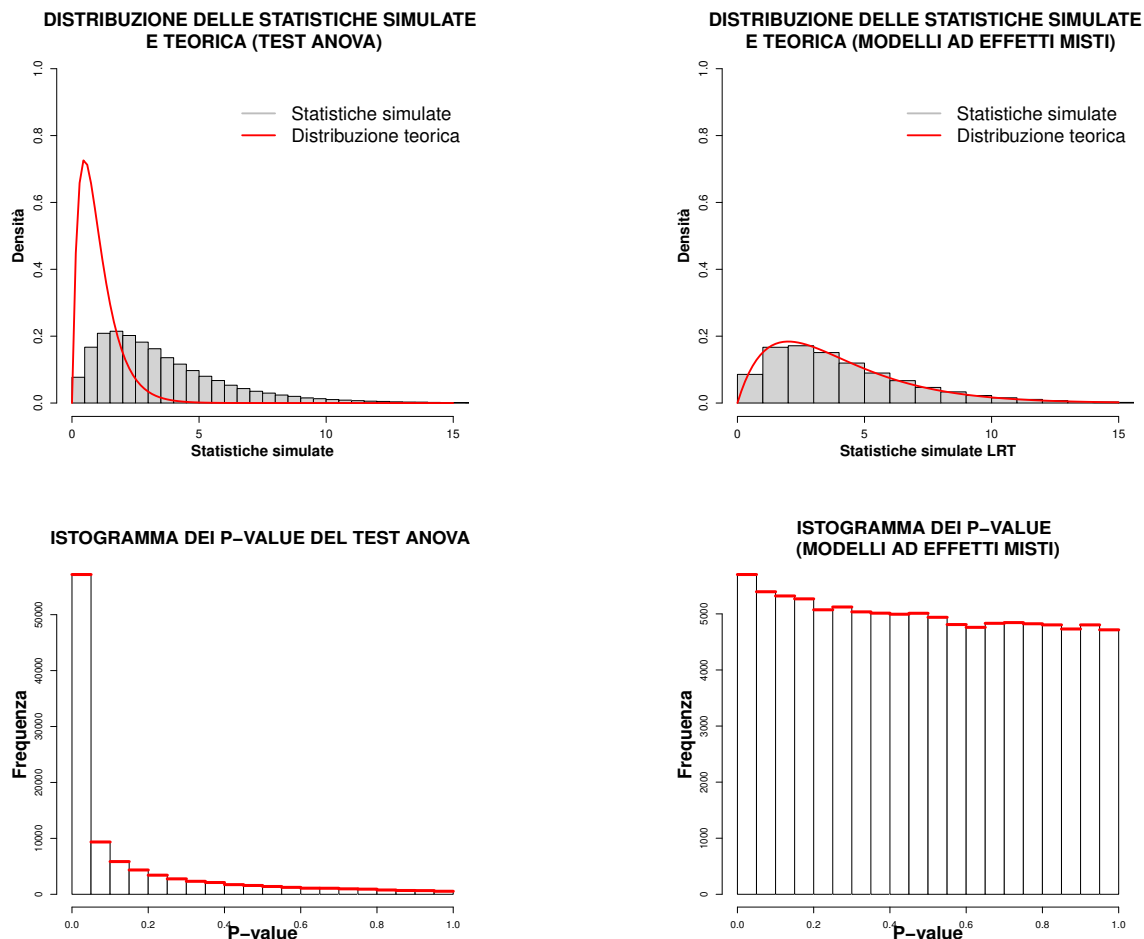 DISTRIBUZIONE DELLE STATISTICHE SIMULATE
E TEORICA (TEST ANOVA)
1.0
0.8
0.6
0.4
0.2
0.0
Densità
Statistiche simulate
Distribuzione teorica
0 5 10 15
Statistiche simulate
DISTRIBUZIONE DELLE STATISTICHE SIMULATE
E TEORICA (MODELLI AD EFFETTI MISTI)
1.0
0.8
0.6
0.4
0.2
0.0
Densità
Statistiche simulate
Distribuzione teorica
0 5 10 15
Statistiche simulate LRT
ISTOGRAMMA DEI P−VALUE DEL TEST ANOVA
50000
40000
30000
20000
10000
0
Frequenza
0.0 0.2 0.4 0.6 0.8 1.0
P−value
ISTOGRAMMA DEI P−VALUE
(MODELLI AD EFFETTI MISTI)
5000
4000
3000
2000
1000
0
Frequenza
0.0 0.2 0.4 0.6 0.8 1.0
P−value